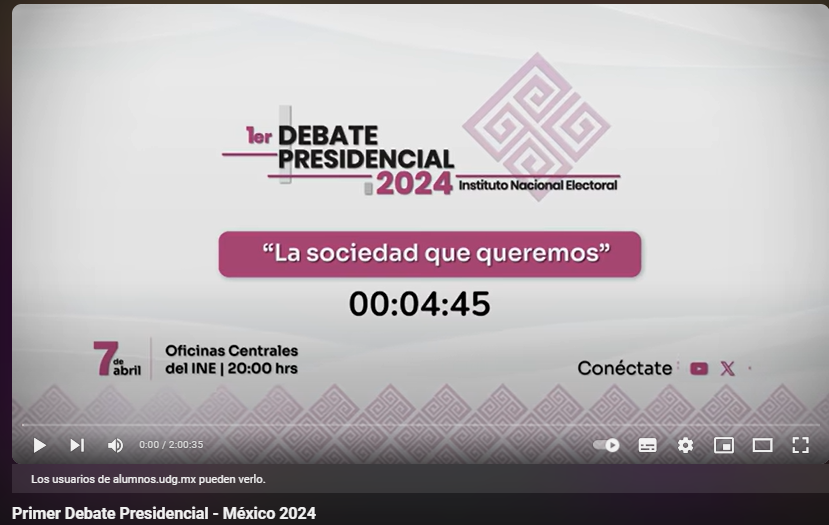 1er DEBATE
PRESIDENCIAL
2024 Instituto Nacional Electoral
“La sociedad que queremos”
00:04:45
7 de abril
Oficinas Centrales
del INE | 20:00 hrs
Conéctate
0:00 / 2:00:35
Los usuarios de alumnos.udg.mx pueden verlo.
Primer Debate Presidencial - México 2024